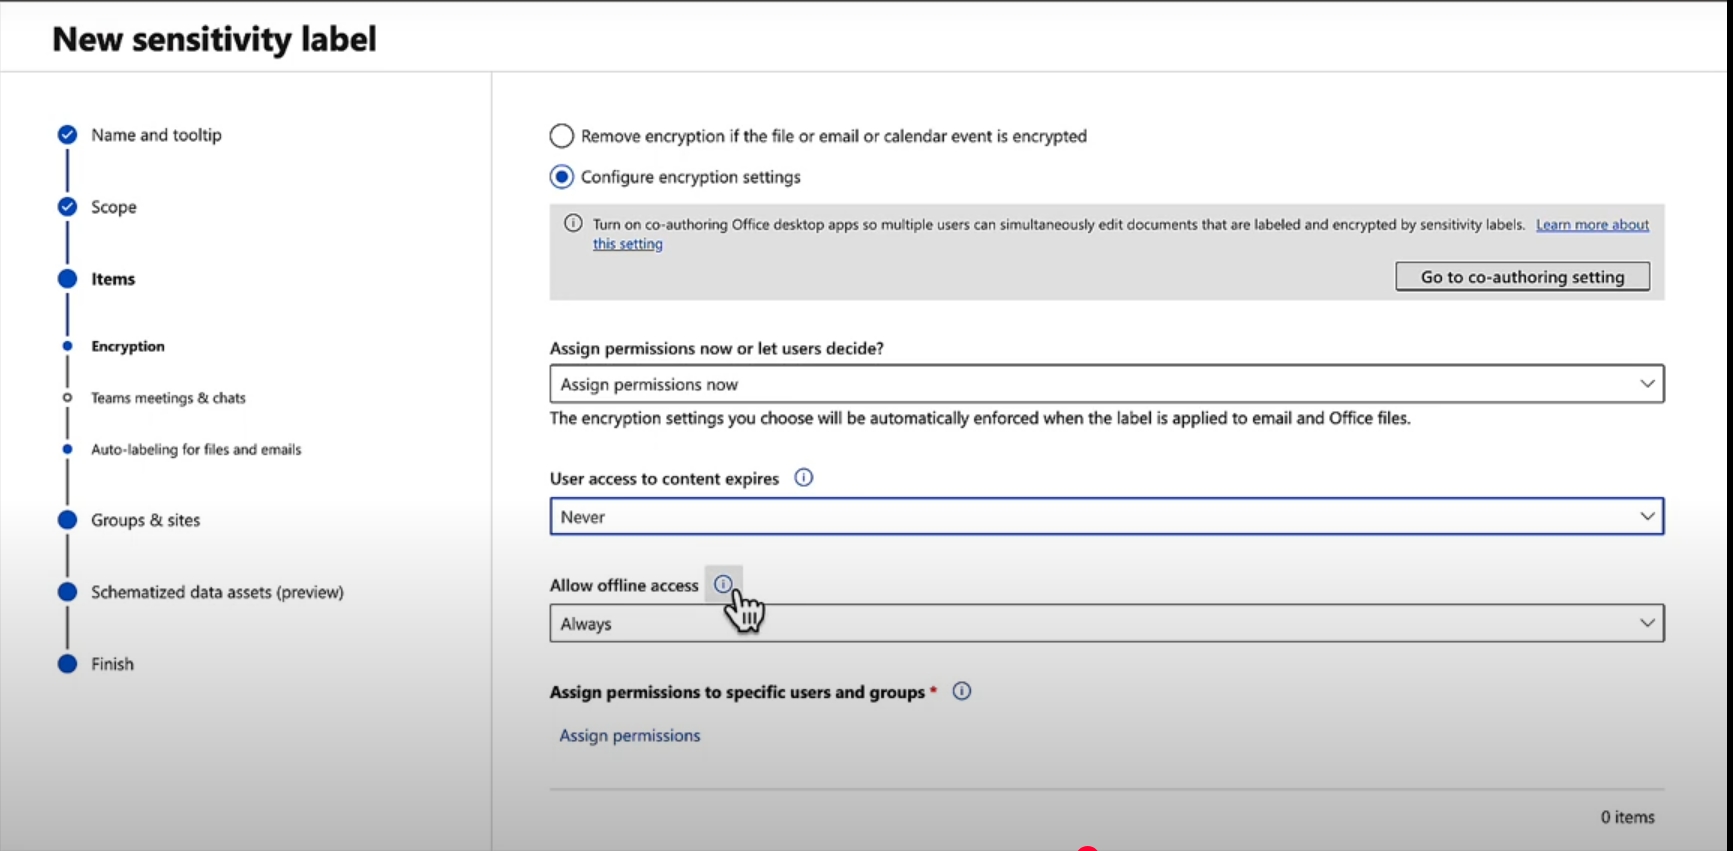 New sensitivity label
Name and tooltip
Scope
Items
Encryption
Teams meetings & chats
Auto-labeling for files and emails
Groups & sites
Schematized data assets (preview)
Finish
Remove encryption if the file or email or calendar event is encrypted
Configure encryption settings
Turn on co-authoring Office desktop apps so multiple users can simultaneously edit documents that are labeled and encrypted by sensitivity labels. Learn more about
this setting
Go to co-authoring setting
Assign permissions now or let users decide?
Assign permissions now
The encryption settings you choose will be automatically enforced when the label is applied to email and Office files.
User access to content expires
Never
Allow offline access
Always
Assign permissions to specific users and groups *
Assign permissions
0 items